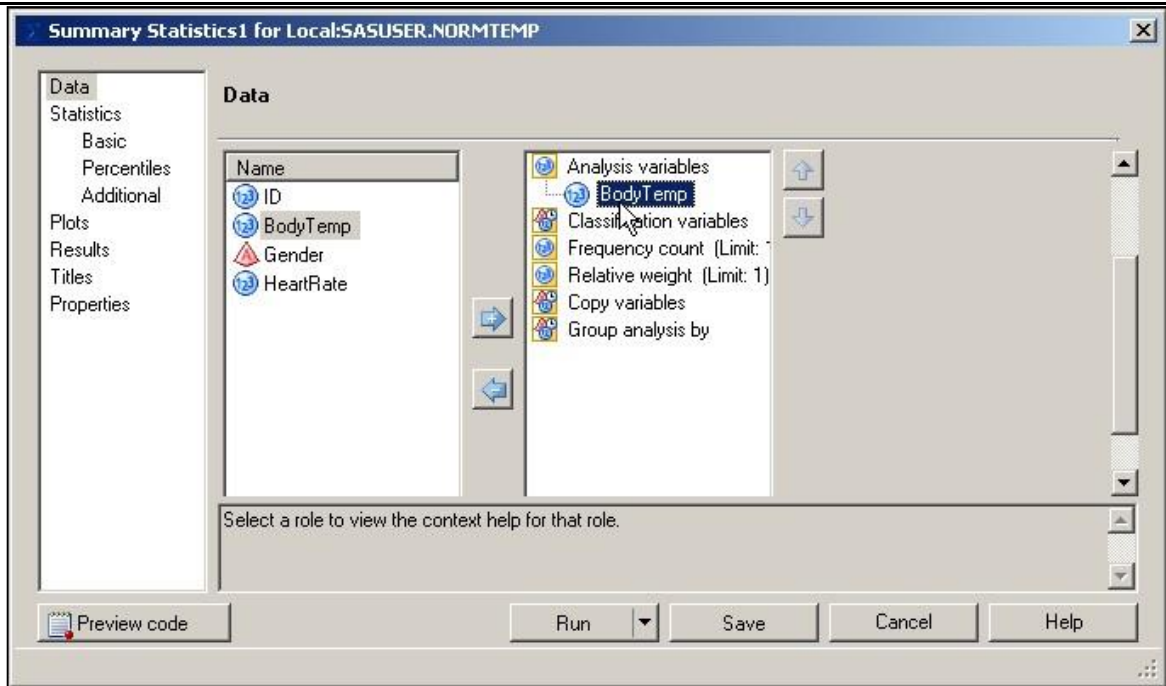 Summary Statistics1 for Local:SASUSER.NORMTEMP
Data
Statistics
Basic
Percentiles
Additional
Plots
Results
Titles
Properties
Data
Name
ID
BodyTemp
Gender
HeartRate
Analysis variables
BodyTemp
Classification variables
Frequency count (Limit:
Relative weight (Limit: 1)
Copy variables
Group analysis by
Select a role to view the context help for that role.
Preview code
Run
Save
Cancel
Help